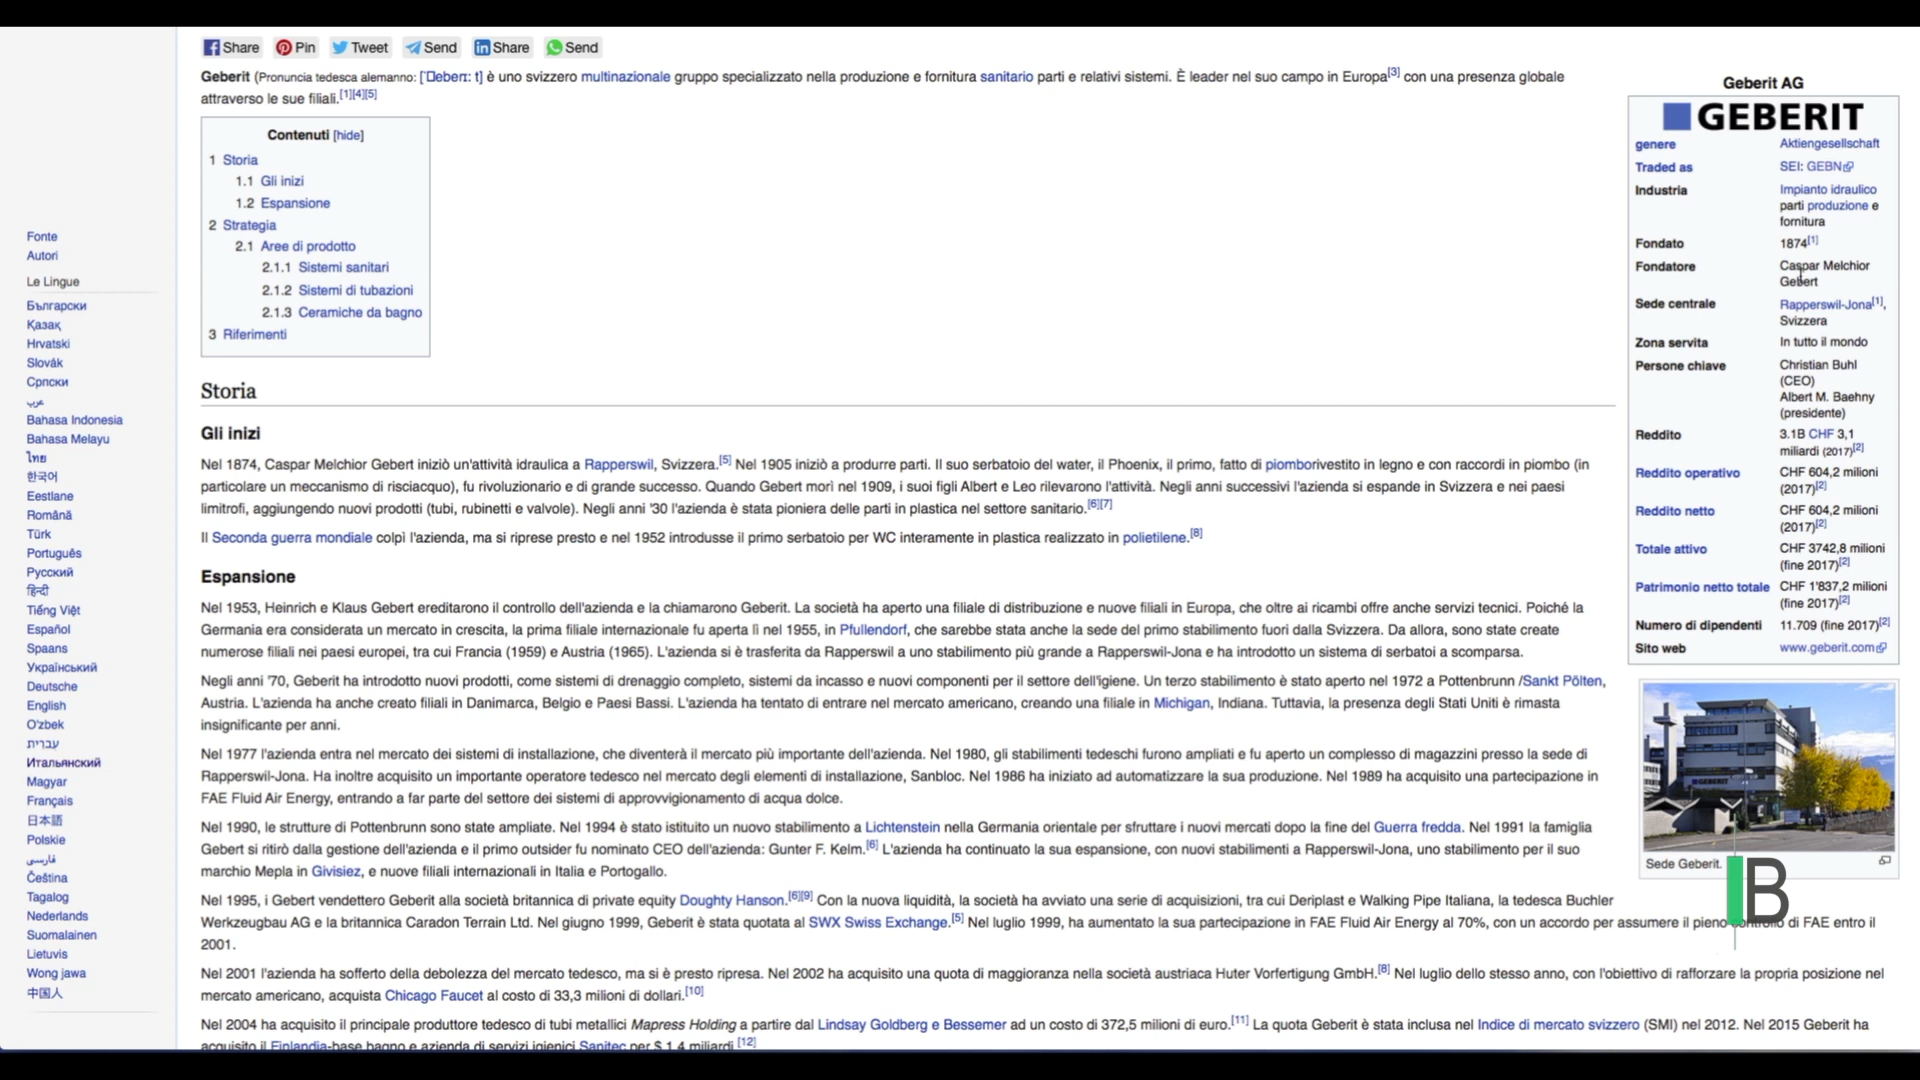 Share Pin Tweet Send Share Send
Geberit (Pronuncia tedesca alemanno: è uno svizzero multinazionale gruppo specializzato nella produzione e fornitura sanitario parti e relativi sistemi. È leader nel suo campo in Europa[3] con una presenza globale
attraverso le sue filiali.[1][4][5]
Contenuti [hide]
1 Storia
1.1 Gli inizi
1.2 Espansione
2 Strategia
2.1 Aree di prodotto
2.1.1 Sistemi sanitari
2.1.2 Sistemi di tubazioni
2.1.3 Ceramiche da bagno
3 Riferimenti
Fonte
Autori
Le Lingue
Български
Қазақ
Hrvatski
Slovák
Српски
عربي
Bahasa Indonesia
Bahasa Melayu
ไทย
한국어
Eestlane
Română
Türk
Português
Русский
हिन्दी
Tiếng Việt
Español
Spaans
Український
Deutsche
English
O'zbek
עברית
Итальянский
Magyar
Français
日本語
Polskie
فارسی
Čeština
Tagalog
Nederlands
Suomalainen
Lietuvis
Wong jawa
中国人
Storia
Gli inizi
Nel 1874, Caspar Melchior Gebert iniziò un'attività idraulica a Rapperswil, Svizzera.[5] Nel 1905 iniziò a produrre parti. Il suo serbatoio del water, il Phoenix, il primo, fatto di piomborivestito in legno e con raccordi in piombo (in
particolare un meccanismo di risciacquo), fu rivoluzionario e di grande successo. Quando Gebert morì nel 1909, i suoi figli Albert e Leo rilevarono l'attività. Negli anni successivi l'azienda si espande in Svizzera e nei paesi
limitrofi, aggiungendo nuovi prodotti (tubi, rubinetti e valvole). Negli anni '30 l'azienda è stata pioniera delle parti in plastica nel settore sanitario.[6][7]
Il Seconda guerra mondiale colpì l'azienda, ma si riprese presto e nel 1952 introdusse il primo serbatoio per WC interamente in plastica realizzato in polietilene.[8]
Espansione
Nel 1953, Heinrich e Klaus Gebert ereditarono il controllo dell'azienda e la chiamarono Geberit. La società ha aperto una filiale di distribuzione e nuove filiali in Europa, che oltre ai ricambi offre anche servizi tecnici. Poiché la
Germania era considerata un mercato in crescita, la prima filiale internazionale fu aperta lì nel 1955, in Pfullendorf, che sarebbe stata anche la sede del primo stabilimento fuori dalla Svizzera. Da allora, sono state create
numerose filiali nei paesi europei, tra cui Francia (1959) e Austria (1965). L'azienda si è trasferita da Rapperswil a uno stabilimento più grande a Rapperswil-Jona e ha introdotto un sistema di serbatoi a scomparsa.
Negli anni '70, Geberit ha introdotto nuovi prodotti, come sistemi di drenaggio completo, sistemi da incasso e nuovi componenti per il settore dell'igiene. Un terzo stabilimento è stato aperto nel 1972 a Pottenbrunn /Sankt Pölten,
Austria. L'azienda ha anche creato filiali in Danimarca, Belgio e Paesi Bassi. L'azienda ha tentato di entrare nel mercato americano, creando una filiale in Michigan, Indiana. Tuttavia, la presenza degli Stati Uniti è rimasta
insignificante per anni.
Nel 1977 l'azienda entra nel mercato dei sistemi di installazione, che diventerà il mercato più importante dell'azienda. Nel 1980, gli stabilimenti tedeschi furono ampliati e fu aperto un complesso di magazzini presso la sede di
Rapperswil-Jona. Ha inoltre acquisito un importante operatore tedesco nel mercato degli elementi di installazione, Sanbloc. Nel 1986 ha iniziato ad automatizzare la sua produzione. Nel 1989 ha acquisito una partecipazione in
FAE Fluid Air Energy, entrando a far parte del settore dei sistemi di approvvigionamento di acqua dolce.
Nel 1990, le strutture di Pottenbrunn sono state ampliate. Nel 1994 è stato istituito un nuovo stabilimento a Lichtenstein nella Germania orientale per sfruttare i nuovi mercati dopo la fine del Guerra fredda. Nel 1991 la famiglia
Gebert si ritirò dalla gestione dell'azienda e il primo outsider fu nominato CEO dell'azienda: Gunter F. Kelm.[6] L'azienda ha continuato la sua espansione, con nuovi stabilimenti a Rapperswil-Jona, uno stabilimento per il suo
marchio Mepla in Givisiez, e nuove filiali internazionali in Italia e Portogallo.
Nel 1995, i Gebert vendettero Geberit alla società britannica di private equity Doughty Hanson.[6][9] Con la nuova liquidità, la società ha avviato una serie di acquisizioni, tra cui Deriplast e Walking Pipe Italiana, la tedesca Buchler
Werkzeugbau AG e la britannica Caradon Terrain Ltd. Nel giugno 1999, Geberit è stata quotata al SWX Swiss Exchange.[5] Nel luglio 1999, ha aumentato la sua partecipazione in FAE Fluid Air Energy al 70%, con un accordo per assumere il pieno controllo di FAE entro il
2001.
Nel 2001 l'azienda ha sofferto della debolezza del mercato tedesco, ma si è presto ripresa. Nel 2002 ha acquisito una quota di maggioranza nella società austriaca Huter Vorfertigung GmbH.[8] Nel luglio dello stesso anno, con l'obiettivo di rafforzare la propria posizione nel
mercato americano, acquista Chicago Faucet al costo di 33,3 milioni di dollari.[10]
Nel 2004 ha acquisito il principale produttore tedesco di tubi metallici Mapress Holding a partire dal Lindsay Goldberg e Bessemer ad un costo di 372,5 milioni di euro.[11] La quota Geberit è stata inclusa nel Indice di mercato svizzero (SMI) nel 2012. Nel 2015 Geberit ha
acquisito il Finlandia-base bagno e azienda di servizi igienici Sanitec per $ 1,4 miliardi.[12]
Geberit AG
GEBERIT
genere Aktiengesellschaft
Traded as SEI: GEBN
Industria Impianto idraulico
parti produzione e
fornitura
Fondato 1874[1]
Fondatore Caspar Melchior
Gebert
Sede centrale Rapperswil-Jona[1],
Svizzera
Zona servita In tutto il mondo
Persone chiave Christian Buhl
(CEO)
Albert M. Baehny
(presidente)
Reddito 3.1B CHF 3,1
miliardi (2017)[2]
Reddito operativo CHF 604,2 milioni
(2017)[2]
Reddito netto CHF 604,2 milioni
(2017)[2]
Totale attivo CHF 3742,8 milioni
(fine 2017)[2]
Patrimonio netto totale CHF 1'837,2 milioni
(fine 2017)[2]
Numero di dipendenti 11.709 (fine 2017)[2]
Sito web www.geberit.com
GEBERIT
Sede Geberit.
B